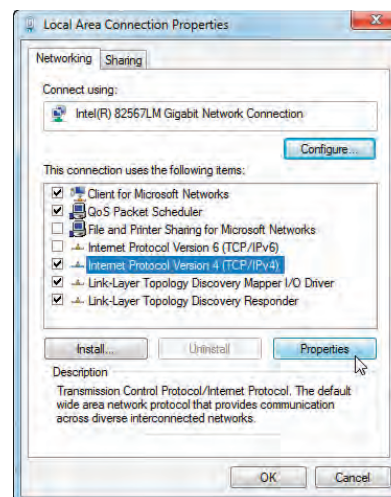 Local Area Connection Properties
Networking Sharing
Connect using:
Intel(R) 82567LM Gigabit Network Connection
Configure...
This connection uses the following items:
Client for Microsoft Networks
QoS Packet Scheduler
File and Printer Sharing for Microsoft Networks
Internet Protocol Version 6 (TCP/IPv6)
Internet Protocol Version 4 (TCP/IPv4)
Link-Layer Topology Discovery Mapper I/O Driver
Link-Layer Topology Discovery Responder
Install... Uninstall Properties
Description
Transmission Control Protocol/Internet Protocol. The default
wide area network protocol that provides communication
across diverse interconnected networks.
OK Cancel